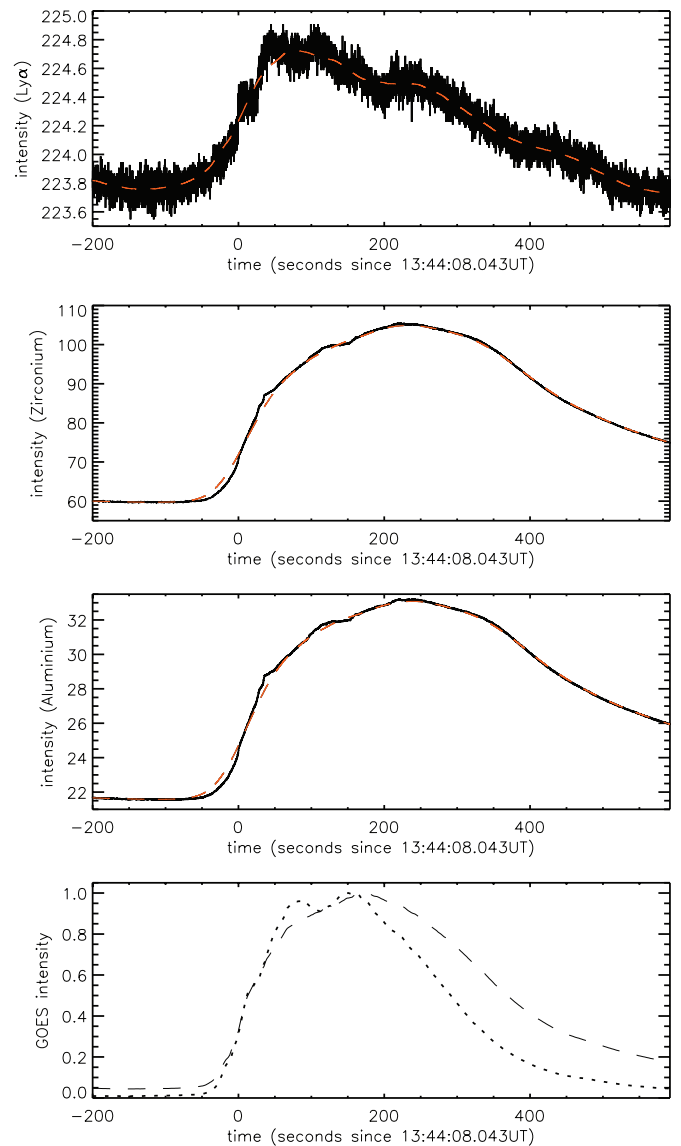 225.0
224.8
224.6
224.4
224.2
224.0
223.8
223.6
intensity (Lyα)
-200 0 200 400
time (seconds since 13:44:08.043UT)
110
100
90
80
70
60
intensity (Zirconium)
-200 0 200 400
time (seconds since 13:44:08.043UT)
32
30
28
26
24
22
intensity (Aluminium)
-200 0 200 400
time (seconds since 13:44:08.043UT)
1.0
0.8
0.6
0.4
0.2
0.0
GOES intensity
-200 0 200 400
time (seconds since 13:44:08.043UT)